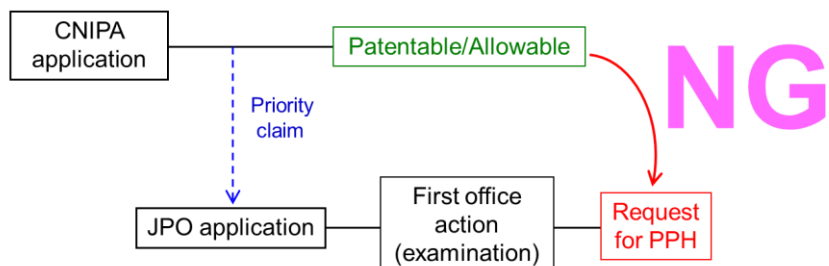 CNIPA
application
Patentable/Allowable
NG
Priority
claim
JPO application
First office
action
(examination)
Request
for PPH